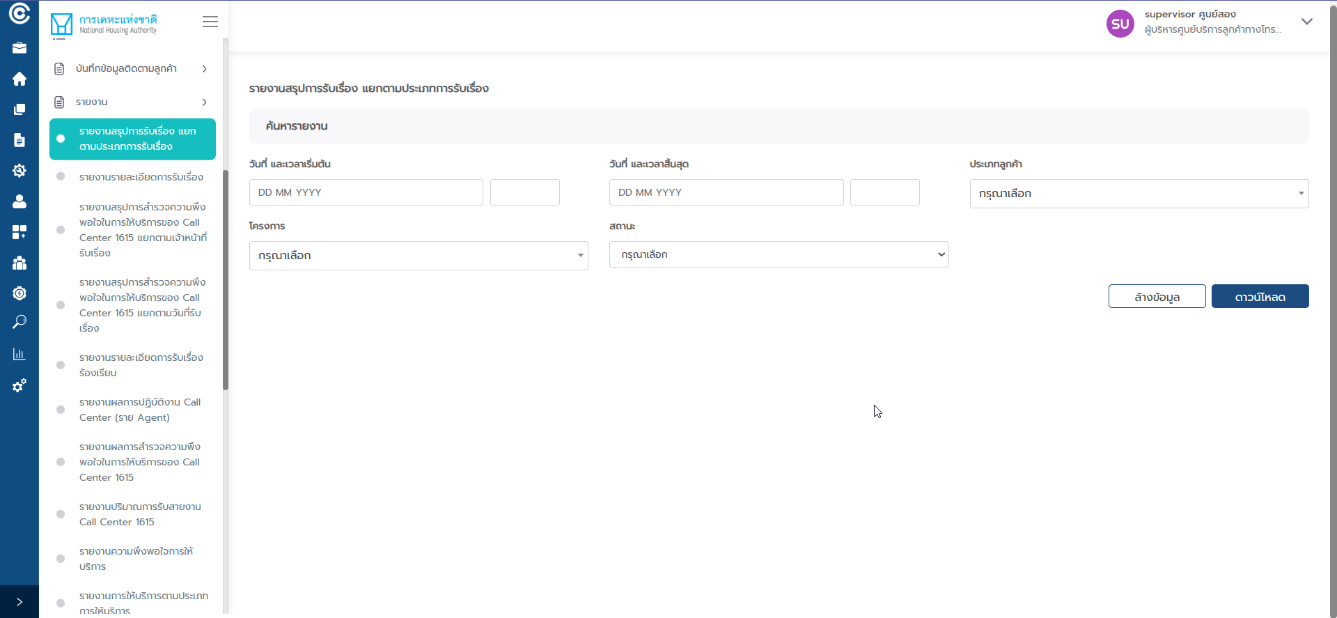 การเคหะแห่งชาติ
National Housing Authority
บันทึกข้อมูลติดตามลูกค้า
รายงาน
รายงานสรุปการรับเรื่อง แยก
ตามประเภทการรับเรื่อง
รายงานรายละเอียดการรับเรื่อง
รายงานสรุปการสำรวจความพึง
พอใจในการให้บริการของ Call
Center 1615 แยกตามเจ้าหน้าที่
รับเรื่อง
รายงานสรุปการสำรวจความพึง
พอใจในการให้บริการของ Call
Center 1615 แยกตามวันที่รับ
เรื่อง
รายงานรายละเอียดการรับเรื่อง
ร้องเรียน
รายงานผลการปฏิบัติงาน Call
Center (ราย Agent)
รายงานผลการสำรวจความพึง
พอใจในการให้บริการของ Call
Center 1615
รายงานปริมาณการรับสายงาน
Call Center 1615
รายงานความพึงพอใจการให้
บริการ
รายงานการให้บริการตามประเภท
การให้บริการ
SU
supervisor ศูนย์สอง
ผู้บริหารศูนย์บริการลูกค้าทางโทร...
รายงานสรุปการรับเรื่อง แยกตามประเภทการรับเรื่อง
ค้นหารายงาน
วันที่ และเวลาเริ่มต้น
วันที่ และเวลาสิ้นสุด
ประเภทลูกค้า
DD MM YYYY
DD MM YYYY
กรุณาเลือก
โครงการ
สถานะ
กรุณาเลือก
กรุณาเลือก
ล้างข้อมูล
ดาวน์โหลด